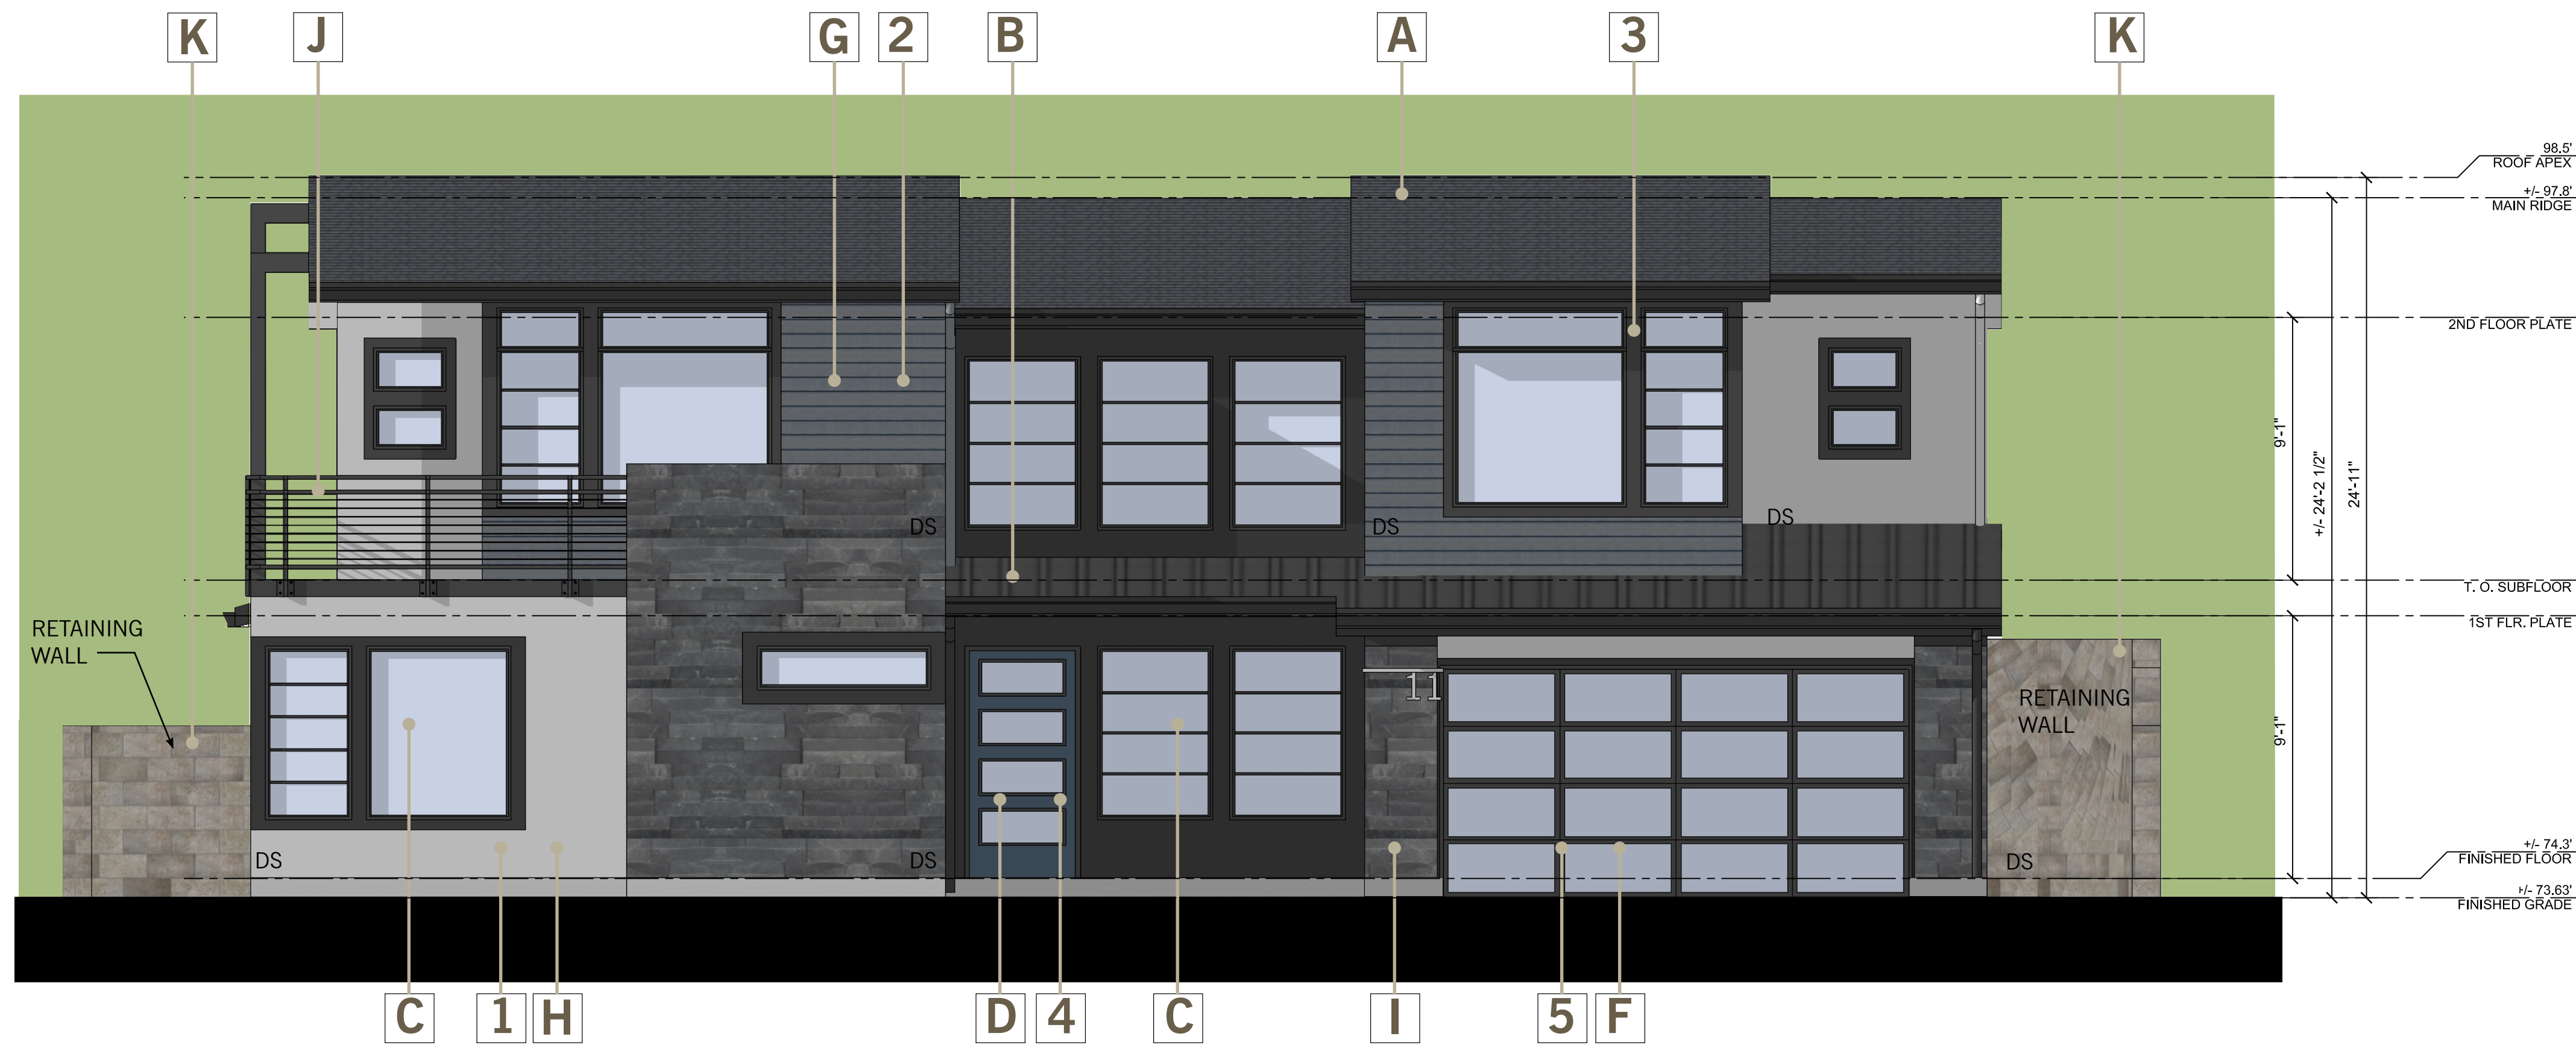 K
J
G
2
B
A
3
K
98.5'
ROOF APEX
+/- 97.8'
MAIN RIDGE
2ND FLOOR PLATE
9'-1"
+/- 24'-2 1/2"
24'-11"
DS
DS
DS
T. O. SUBFLOOR
1ST FLR. PLATE
RETAINING
WALL
11
RETAINING
WALL
9'-1"
DS
DS
DS
+/- 74.3'
FINISHED FLOOR
+/- 73.63'
FINISHED GRADE
C
1
H
D
4
C
I
5
F